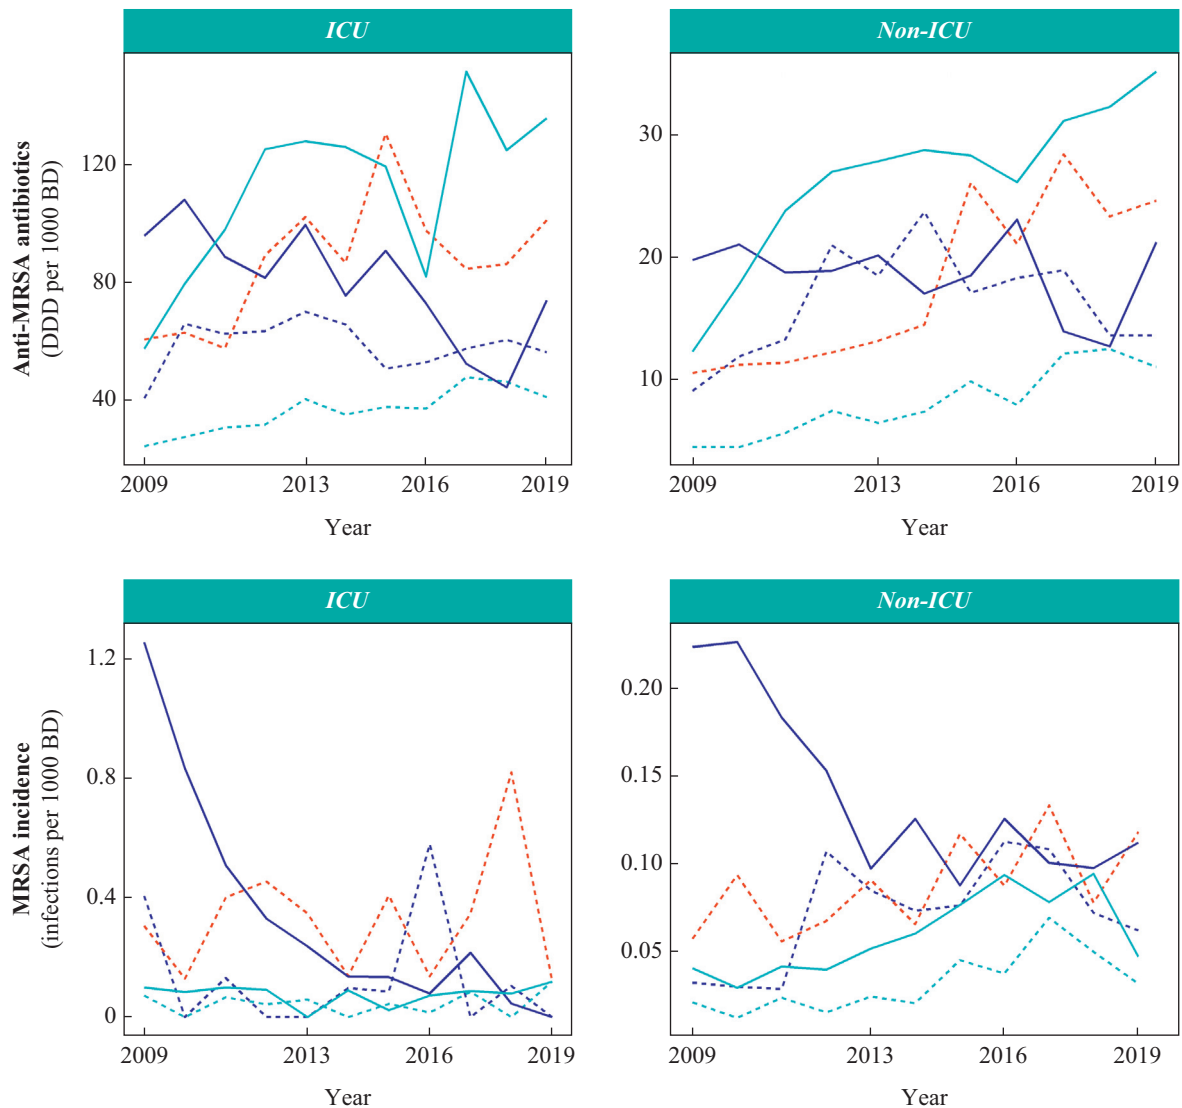 ICU
Non-ICU
Anti-MRSA antibiotics
(DDD per 1000 BD)
120
80
40
30
20
10
2009 2013 2016 2019
2009 2013 2016 2019
Year
Year
ICU
Non-ICU
MRSA incidence
(infections per 1000 BD)
1.2
0.8
0.4
0
0.20
0.15
0.10
0.05
2009 2013 2016 2019
2009 2013 2016 2019
Year
Year